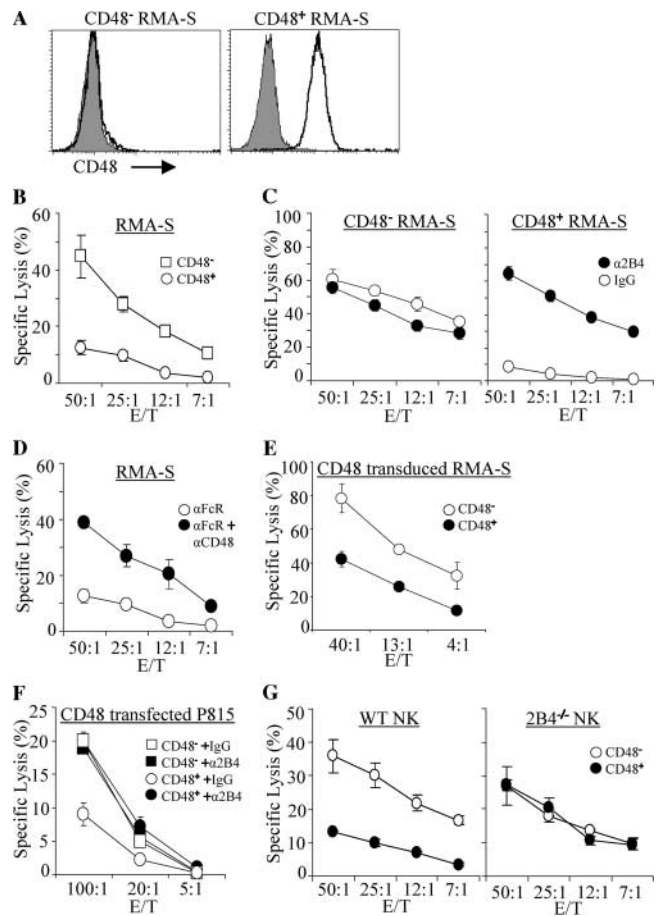 A
CD48- RMA-S
CD48+ RMA-S
CD48
B
RMA-S
Specific Lysis (%)
60
40
20
0
CD48-
CD48+
50:1 25:1 12:1 7:1
E/T
C
CD48- RMA-S
CD48+ RMA-S
Specific Lysis (%)
100
80
60
40
20
0
α2B4
IgG
50:1 25:1 12:1 7:1
50:1 25:1 12:1 7:1
E/T
E/T
D
RMA-S
Specific Lysis (%)
60
40
20
0
αFcR
αFcR +
αCD48
50:1 25:1 12:1 7:1
E/T
E
CD48 transduced RMA-S
Specific Lysis (%)
80
60
40
20
0
CD48-
CD48+
40:1 13:1 4:1
E/T
F
CD48 transfected P815
Specific Lysis (%)
25
20
15
10
5
0
CD48- +IgG
CD48- +α2B4
CD48+ +IgG
CD48+ +α2B4
100:1 20:1 5:1
E/T
G
WT NK
2B4-/- NK
Specific Lysis (%)
50
40
30
20
10
0
CD48-
CD48+
50:1 25:1 12:1 7:1
50:1 25:1 12:1 7:1
E/T
E/T